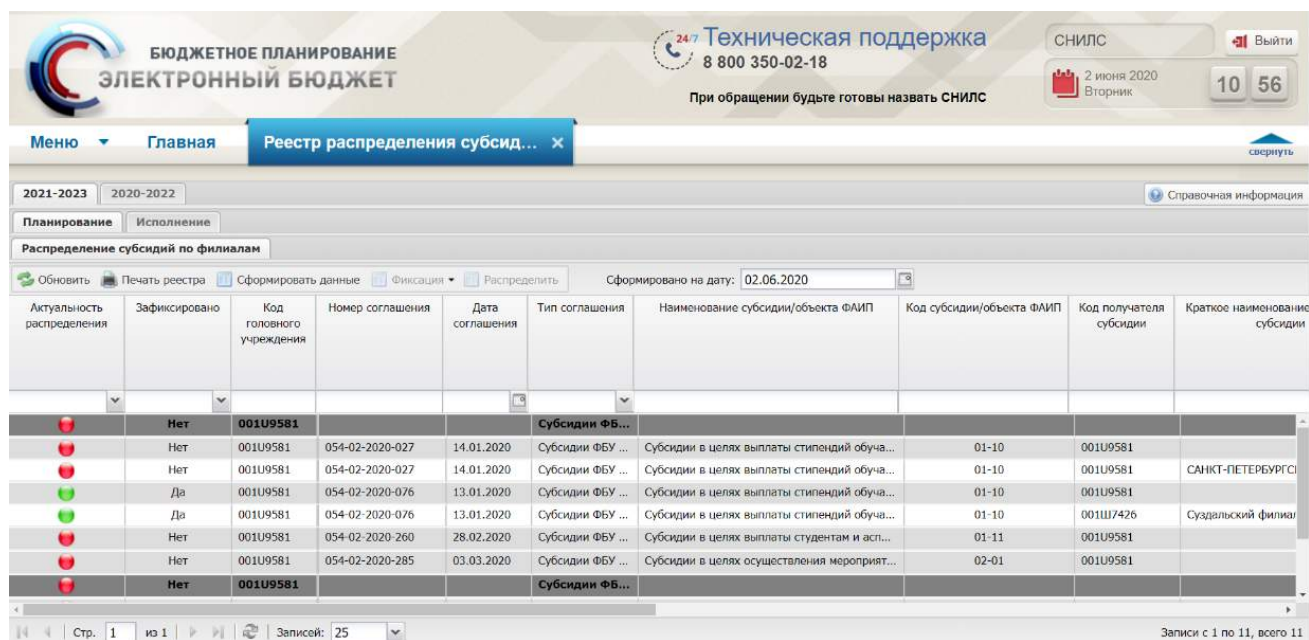 БЮДЖЕТНОЕ ПЛАНИРОВАНИЕ
ЭЛЕКТРОННЫЙ БЮДЖЕТ
24/7 Техническая поддержка
8 800 350-02-18
При обращении будьте готовы назвать СНИЛС
СНИЛС Выйти
2 июня 2020
Вторник
10 56
Меню Главная Реестр распределения субсид... ×
свернуть
2021-2023 2020-2022 Справочная информация
Планирование Исполнение
Распределение субсидий по филиалам
Обновить Печать реестра Сформировать данные Фиксация Распределить Сформировано на дату: 02.06.2020
Актуальность распределения Зафиксировано Код головного учреждения Номер соглашения Дата соглашения Тип соглашения Наименование субсидии/объекта ФАИП Код субсидии/объекта ФАИП Код получателя субсидии Краткое наименование субсидии
Нет 001U9581 Субсидии ФБ...
Нет 001U9581 054-02-2020-027 14.01.2020 Субсидии ФБУ ... Субсидии в целях выплаты стипендий обуча... 01-10 001U9581
Нет 001U9581 054-02-2020-027 14.01.2020 Субсидии ФБУ ... Субсидии в целях выплаты стипендий обуча... 01-10 001U9581 САНКТ-ПЕТЕРБУРГС
Да 001U9581 054-02-2020-076 13.01.2020 Субсидии ФБУ ... Субсидии в целях выплаты стипендий обуча... 01-10 001U9581
Да 001U9581 054-02-2020-076 13.01.2020 Субсидии ФБУ ... Субсидии в целях выплаты стипендий обуча... 01-10 001Ш7426 Суздальский филиал
Нет 001U9581 054-02-2020-260 28.02.2020 Субсидии ФБУ ... Субсидии в целях выплаты студентам и асп... 01-11 001U9581
Нет 001U9581 054-02-2020-285 03.03.2020 Субсидии ФБУ ... Субсидии в целях осуществления мероприят... 02-01 001U9581
Нет 001U9581 Субсидии ФБ...
Стр. 1 из 1 Записей: 25 Записи с 1 по 11, всего 11